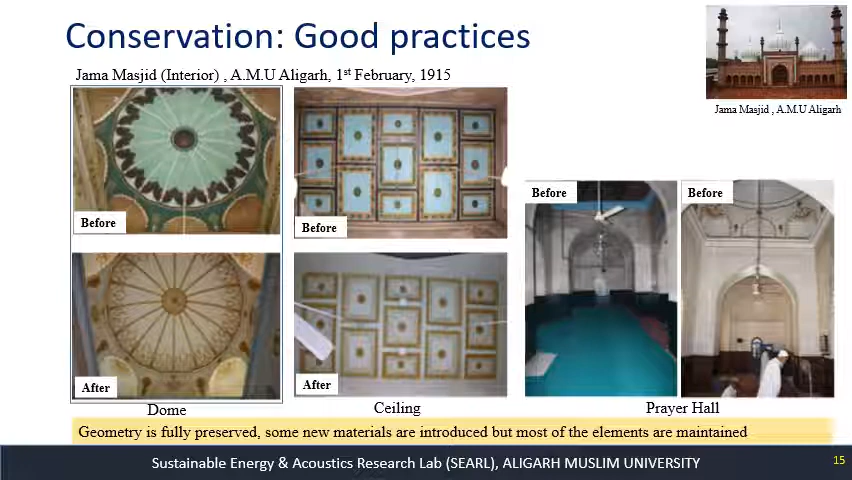 Conservation: Good practices
Jama Masjid (Interior) , A.M.U Aligarh, 1st February, 1915
Jama Masjid , A.M.U Aligarh
Before
Before
Before
Before
After
After
Dome
Ceiling
Prayer Hall
Geometry is fully preserved, some new materials are introduced but most of the elements are maintained
Sustainable Energy & Acoustics Research Lab (SEARL), ALIGARH MUSLIM UNIVERSITY
15